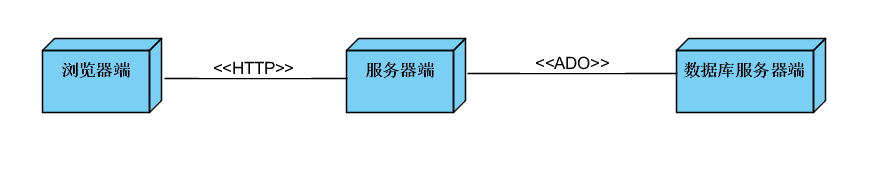 浏览器端
<<HTTP>>
服务器端
<<ADO>>
数据库服务器端